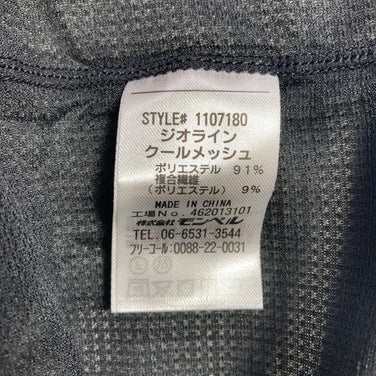 STYLE# 1107180
ジオライン
クールメッシュ
ポリエステル 91%
複合繊維
(ポリエステル) 9%
MADE IN CHINA
工場No. 462013101
株式会社モンベル
TEL. 06-6531-3544
フリーコール:0088-22-0031